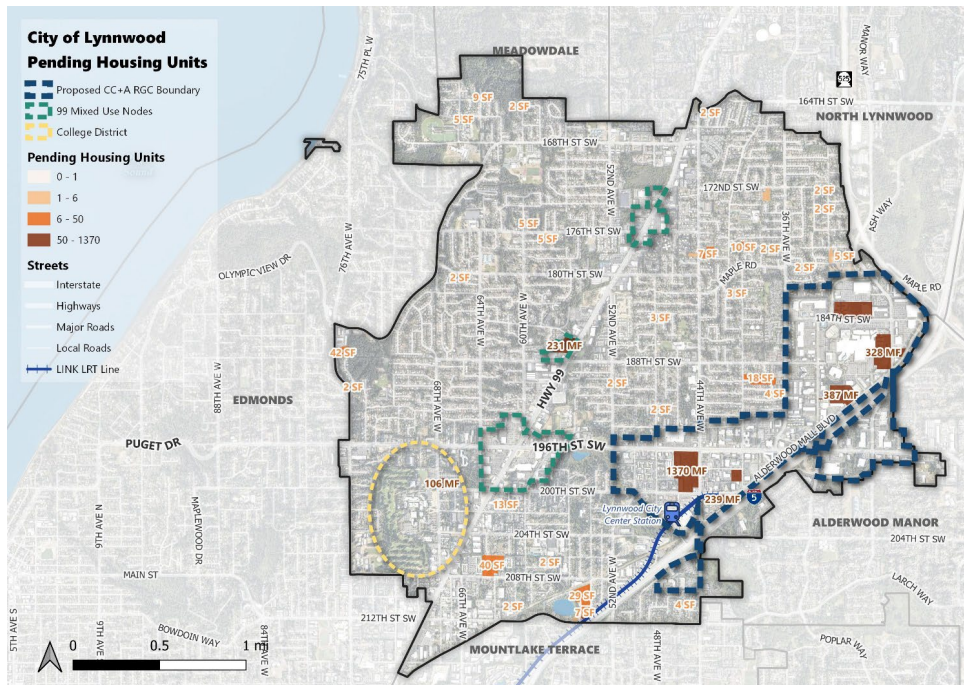 City of Lynnwood
Pending Housing Units
Proposed CC+A RGC Boundary
99 Mixed Use Nodes
College District
Pending Housing Units
0 - 1
1 - 6
6 - 50
50 - 1370
Streets
Interstate
Highways
Major Roads
Local Roads
LINK LRT Line
75TH PL W
MEADOWDALE
MANOR WAY
525
164TH ST SW
NORTH LYNNWOOD
9 SF
2 SF
5 SF
2 SF
168TH ST SW
52ND AVE W
172ND ST SW
2 SF
2 SF
36TH AVE W
ASH WAY
76TH AVE W
5 SF
5 SF
176TH ST SW
7 SF
10 SF
2 SF
5 SF
2 SF
MAPLE RD
MAPLE RD
OLYMPIC VIEW DR
2 SF
180TH ST SW
3 SF
64TH AVE W
60TH AVE W
52ND AVE W
3 SF
184TH ST SW
231 MF
328 MF
42 SF
188TH ST SW
HWY 99
18 SF
4 SF
387 MF
2 SF
2 SF
2 SF
88TH AVE W
68TH AVE W
44TH AVE W
EDMONDS
PUGET DR
196TH ST SW
ALDERWOOD MALL BLVD
1370 MF
106 MF
200TH ST SW
239 MF
5
13 SF
Lynnwood City
Center Station
9TH AVE N
MAPLEWOOD DR
204TH ST SW
ALDERWOOD MANOR
204TH ST SW
40 SF
2 SF
MAIN ST
208TH ST SW
52ND AVE W
LARCH WAY
29 SF
2 SF
7 SF
4 SF
66TH AVE W
212TH ST SW
5TH AVE S
9TH AVE S
BOWDOIN WAY
84TH AVE W
48TH AVE W
POPLAR WAY
MOUNTLAKE TERRACE
0 0.5 1 mi